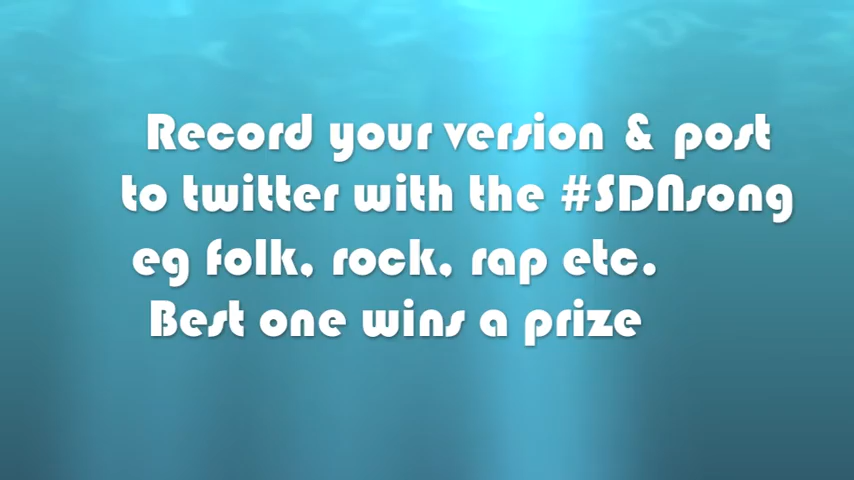 Record your version & post
to twitter with the #SDNsong
eg folk, rock, rap etc.
Best one wins a prize